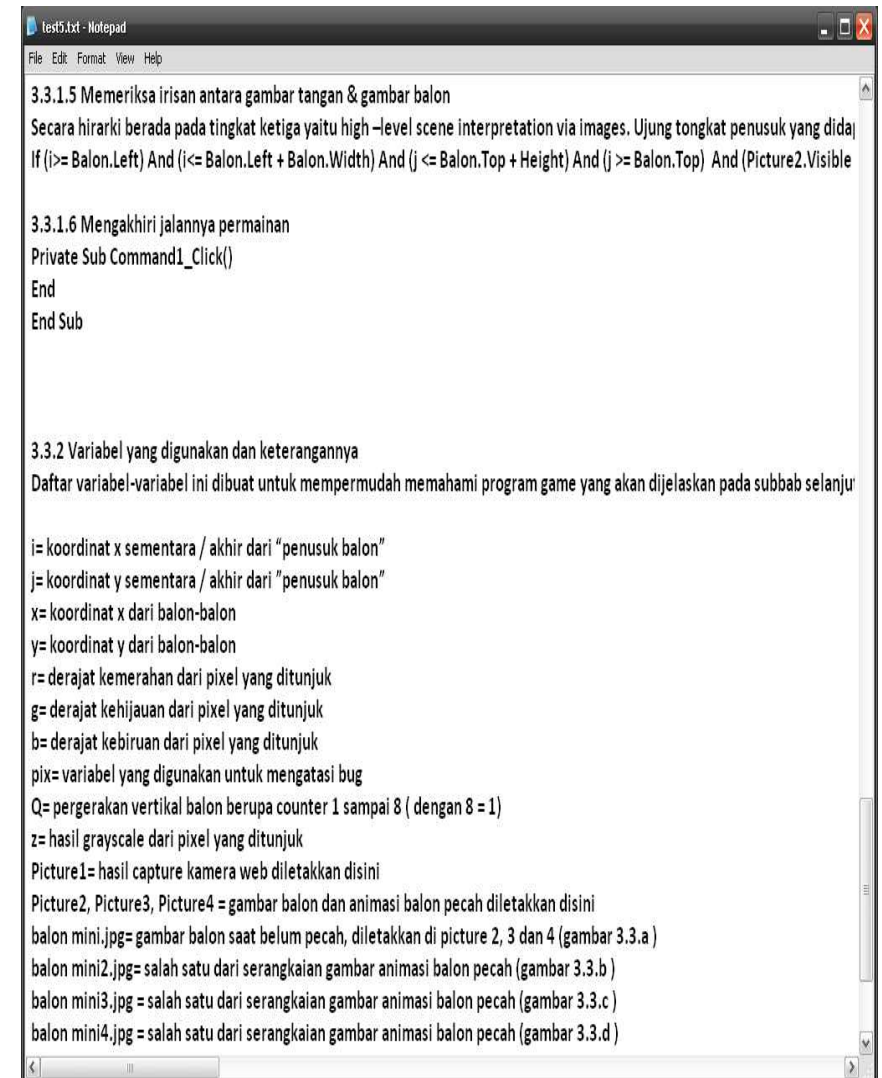 test5.txt - Notepad
File Edit Format View Help
3.3.1.5 Memeriksa irisan antara gambar tangan & gambar balon
Secara hirarki berada pada tingkat ketiga yaitu high –level scene interpretation via images. Ujung tongkat penusuk yang
If (i>= Balon.Left) And (i<= Balon.Left + Balon.Width) And (j <= Balon.Top + Height) And (j >= Balon.Top) And (Picture2.Visible
3.3.1.6 Mengakhiri jalannya permainan
Private Sub Command1_Click()
End
End Sub
3.3.2 Variabel yang digunakan dan keterangannya
Daftar variabel-variabel ini dibuat untuk mempermudah memahami program game yang akan dijelaskan pada subbab
i= koordinat x sementara / akhir dari “penusuk balon”
j= koordinat y sementara / akhir dari ”penusuk balon”
x= koordinat x dari balon-balon
y= koordinat y dari balon-balon
r= derajat kemerahan dari pixel yang ditunjuk
g= derajat kehijauan dari pixel yang ditunjuk
b= derajat kebiruan dari pixel yang ditunjuk
pix= variabel yang digunakan untuk mengatasi bug
Q= pergerakan vertikal balon berupa counter 1 sampai 8 ( dengan 8 = 1)
z= hasil grayscale dari pixel yang ditunjuk
Picture1= hasil capture kamera web diletakkan disini
Picture2, Picture3, Picture4 = gambar balon dan animasi balon pecah diletakkan disini
balon mini.jpg= gambar balon saat belum pecah, diletakkan di picture 2, 3 dan 4 (gambar 3.3.a )
balon mini2.jpg= salah satu dari serangkaian gambar animasi balon pecah (gambar 3.3.b )
balon mini3.jpg = salah satu dari serangkaian gambar animasi balon pecah (gambar 3.3.c )
balon mini4.jpg = salah satu dari serangkaian gambar animasi balon pecah (gambar 3.3.d )